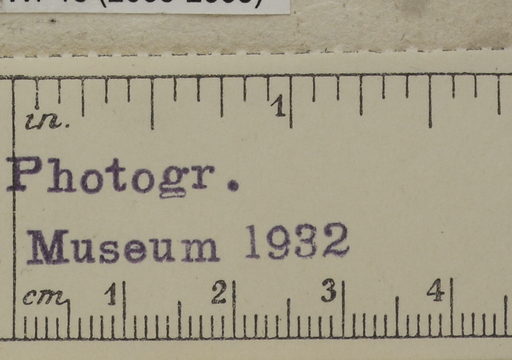 in. 1
Photogr.
Museum 1932
cm 1 2 3 4